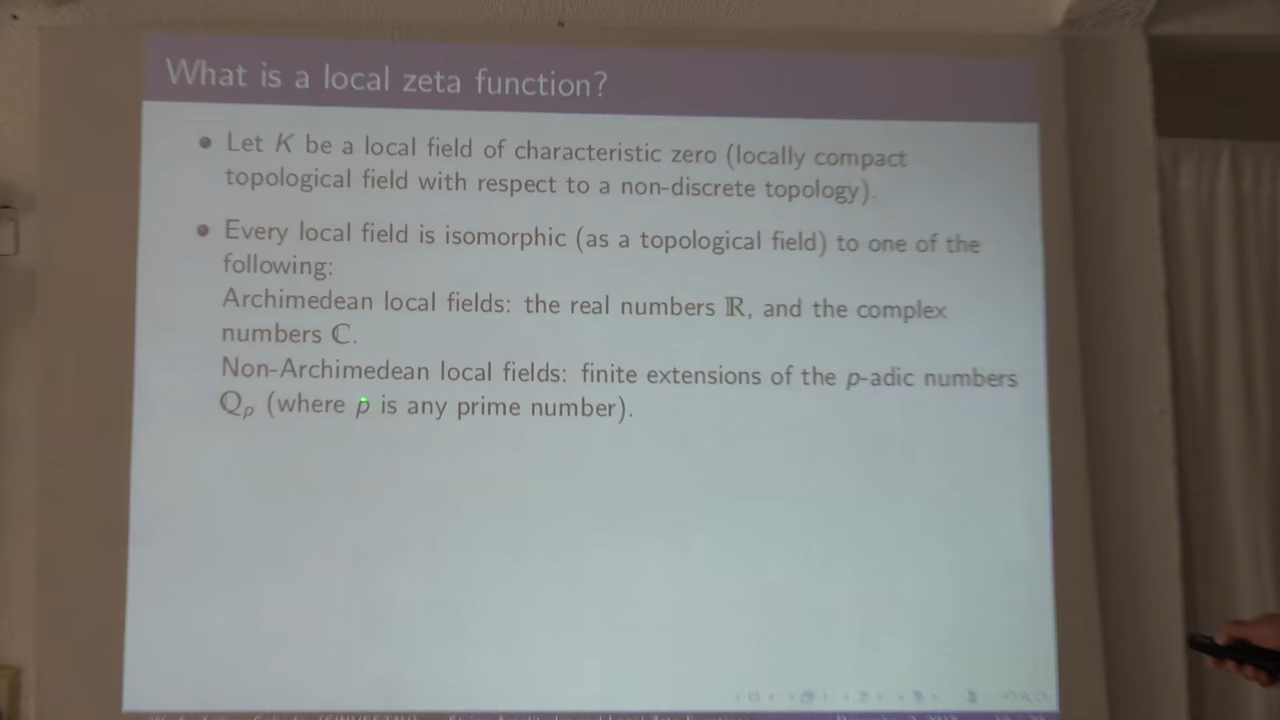 What is a local zeta function?
Let K be a local field of characteristic zero (locally compact
topological field with respect to a non-discrete topology).
Every local field is isomorphic (as a topological field) to one of the
following:
Archimedean local fields: the real numbers ℝ, and the complex
numbers ℂ.
Non-Archimedean local fields: finite extensions of the p-adic numbers
ℚp (where p is any prime number).